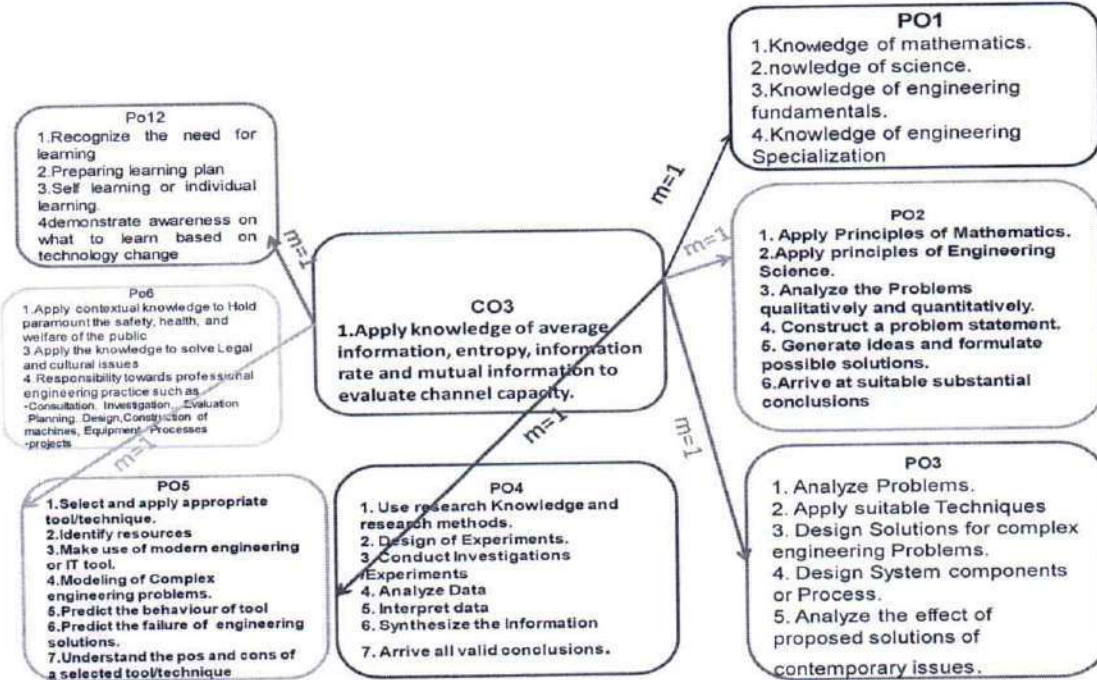 PO1
1.Knowledge of mathematics.
2.nowledge of science.
3.Knowledge of engineering
fundamentals.
4.Knowledge of engineering
Specialization
Po12
1.Recognize the need for
learning
2.Preparing learning plan
3.Self learning or individual
learning.
4demonstrate awareness on
what to learn based on
technology change
m=1
m=1
PO2
1. Apply Principles of Mathematics.
2.Apply principles of Engineering
Science.
3. Analyze the Problems
qualitatively and quantitatively.
4. Construct a problem statement.
5. Generate ideas and formulate
possible solutions.
6.Arrive at suitable substantial
conclusions
m=1
CO3
1.Apply knowledge of average
information, entropy, information
rate and mutual information to
evaluate channel capacity.
Po6
1.Apply contextual knowledge to Hold
paramount the safety, health, and
welfare of the public
3 Apply the knowledge to solve Legal
and cultural issues
4. Responsibility towards professional
engineering practice such as
-Consultation, Investigation, Evaluation
Planning, Design,Construction of
machines, Equipment Processes
-projects
m=1
m=1
m=1
PO5
1.Select and apply appropriate
tool/technique.
2.Identify resources
3.Make use of modern engineering
or IT tool.
4.Modeling of Complex
engineering problems.
5.Predict the behaviour of tool
6.Predict the failure of engineering
solutions.
7.Understand the pos and cons of
a selected tool/technique
PO4
1. Use research Knowledge and
research methods.
2. Design of Experiments.
3. Conduct Investigations
/Experiments
4. Analyze Data
5. Interpret data
6. Synthesize the Information
7. Arrive all valid conclusions.
PO3
1. Analyze Problems.
2. Apply suitable Techniques
3. Design Solutions for complex
engineering Problems.
4. Design System components
or Process.
5. Analyze the effect of
proposed solutions of
contemporary issues.